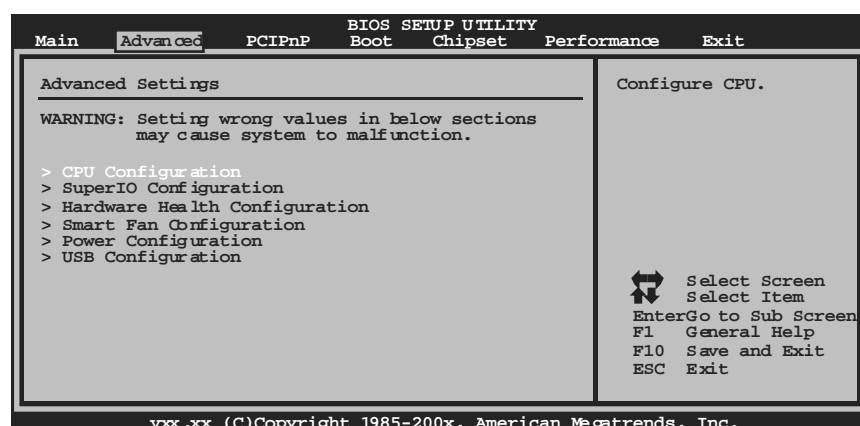 BIOS SETUP UTILITY
Main Advanced PCIPnP Boot Chipset Performance Exit
Advanced Settings
WARNING: Setting wrong values in below sections
may cause system to malfunction.
> CPU Configuration
> SuperIO Configuration
> Hardware Health Configuration
> Smart Fan Configuration
> Power Configuration
> USB Configuration
Configure CPU.
Select Screen
Select Item
EnterGo to Sub Screen
F1 General Help
F10 Save and Exit
ESC Exit
vxx.xx (C)Copyright 1985-200x, American Megatrends, Inc.